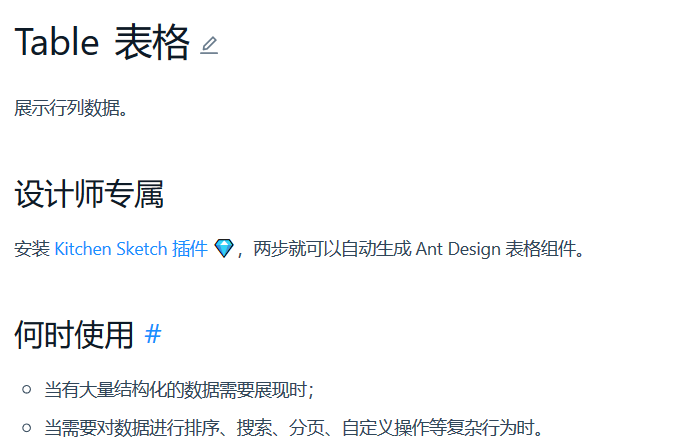 Table 表格
展示行列数据。
设计师专属
安装 Kitchen Sketch 插件 💎，两步就可以自动生成 Ant Design 表格组件。
何时使用 #
当有大量结构化的数据需要展现时；
当需要对数据进行排序、搜索、分页、自定义操作等复杂行为时。